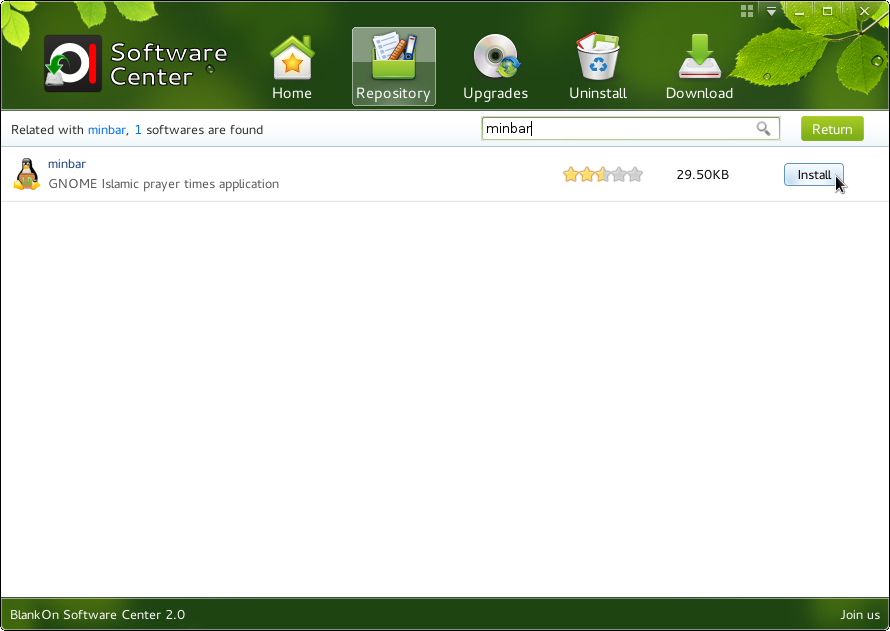 Software
Center
Home
Repository
Upgrades
Uninstall
Download
Related with minbar, 1 softwares are found
minbar
Return
minbar
GNOME Islamic prayer times application
29.50KB
Install
BlankOn Software Center 2.0
Join us